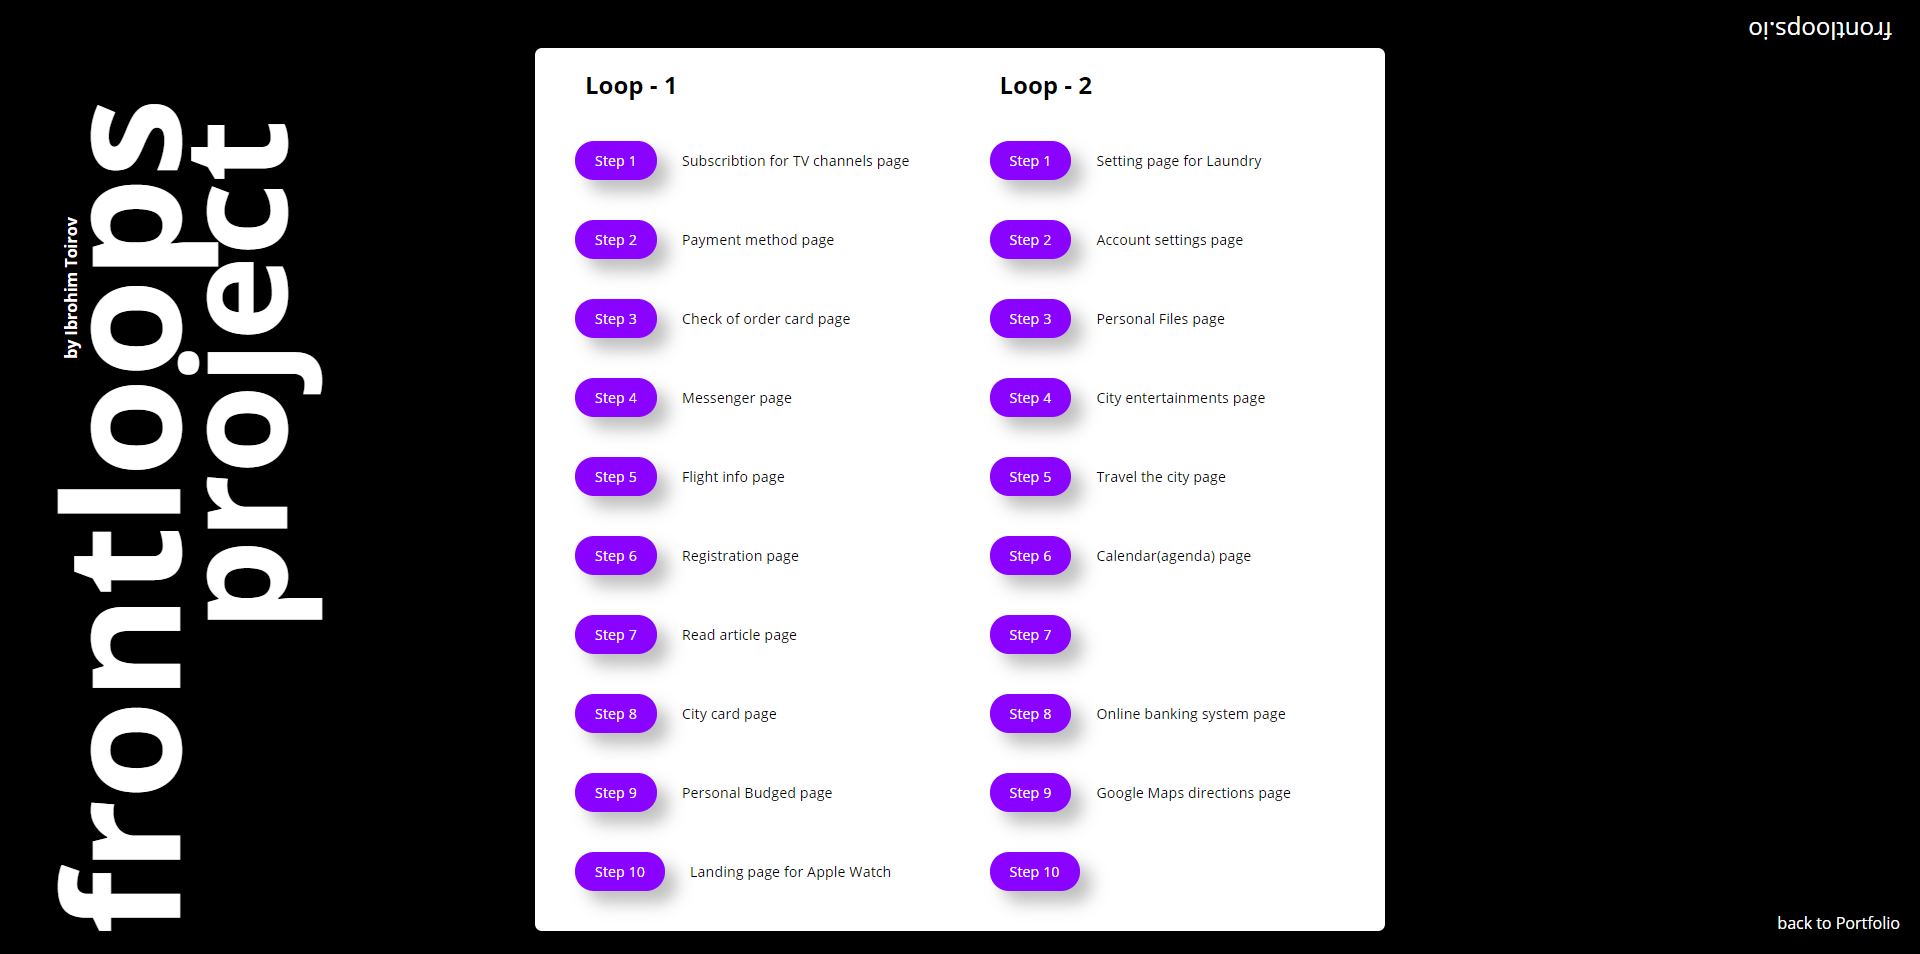 frontloops.io
by Ibrohim Toirov
frontloops
project
Loop - 1
Step 1 Subscribtion for TV channels page
Step 2 Payment method page
Step 3 Check of order card page
Step 4 Messenger page
Step 5 Flight info page
Step 6 Registration page
Step 7 Read article page
Step 8 City card page
Step 9 Personal Budged page
Step 10 Landing page for Apple Watch
Loop - 2
Step 1 Setting page for Laundry
Step 2 Account settings page
Step 3 Personal Files page
Step 4 City entertainments page
Step 5 Travel the city page
Step 6 Calendar(agenda) page
Step 7
Step 8 Online banking system page
Step 9 Google Maps directions page
Step 10
back to Portfolio